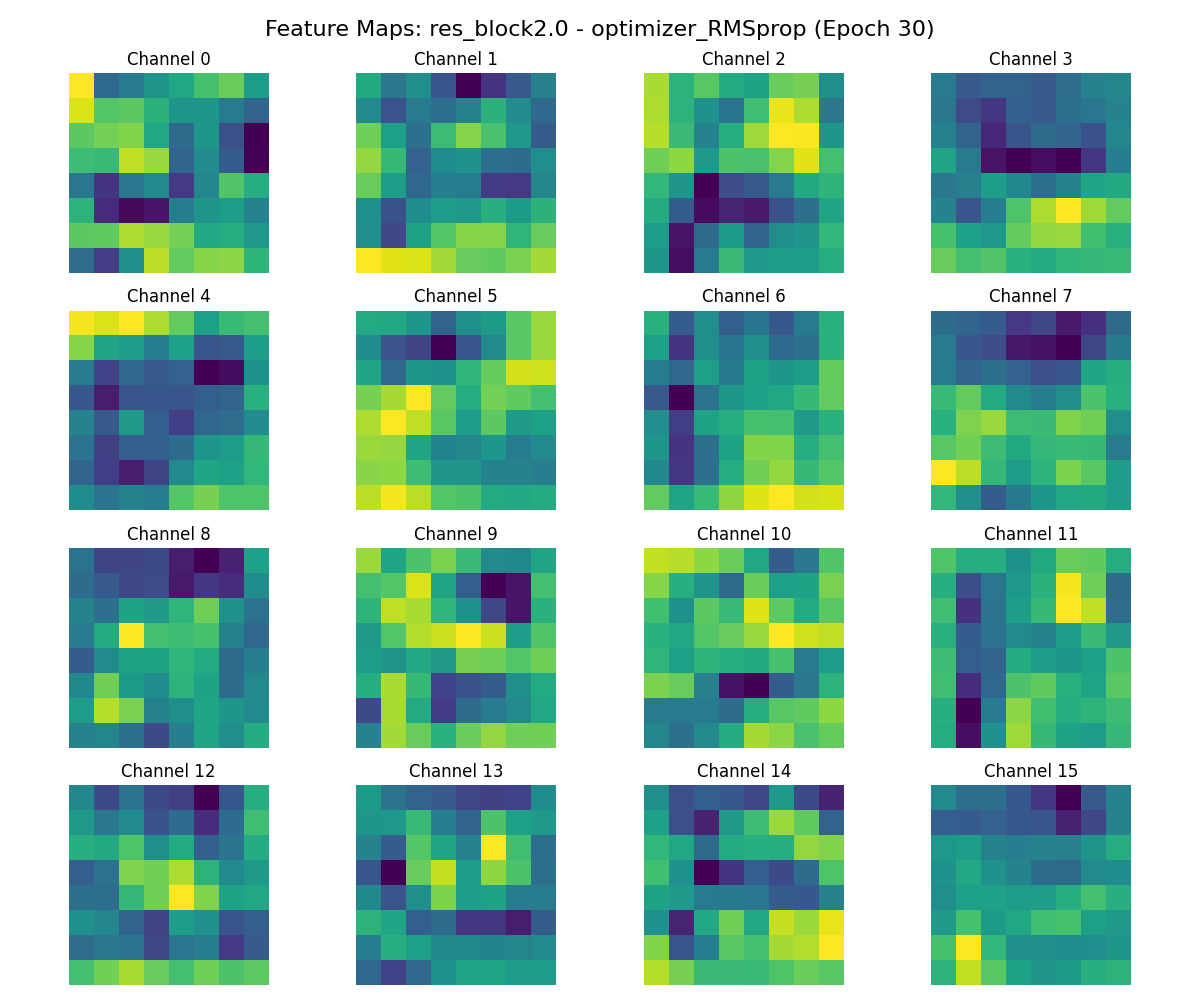 Feature Maps: res_block2.0 - optimizer_RMSprop (Epoch 30)
Channel 0
Channel 1
Channel 2
Channel 3
Channel 4
Channel 5
Channel 6
Channel 7
Channel 8
Channel 9
Channel 10
Channel 11
Channel 12
Channel 13
Channel 14
Channel 15